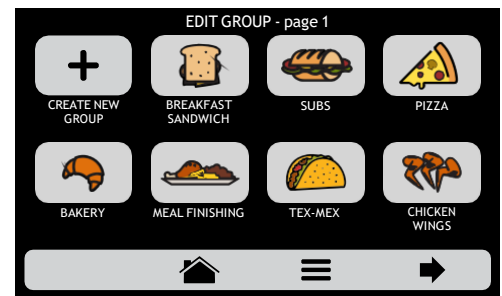 EDIT GROUP - page 1
CREATE NEW
GROUP
BREAKFAST
SANDWICH
SUBS
PIZZA
BAKERY
MEAL FINISHING
TEX-MEX
CHICKEN
WINGS